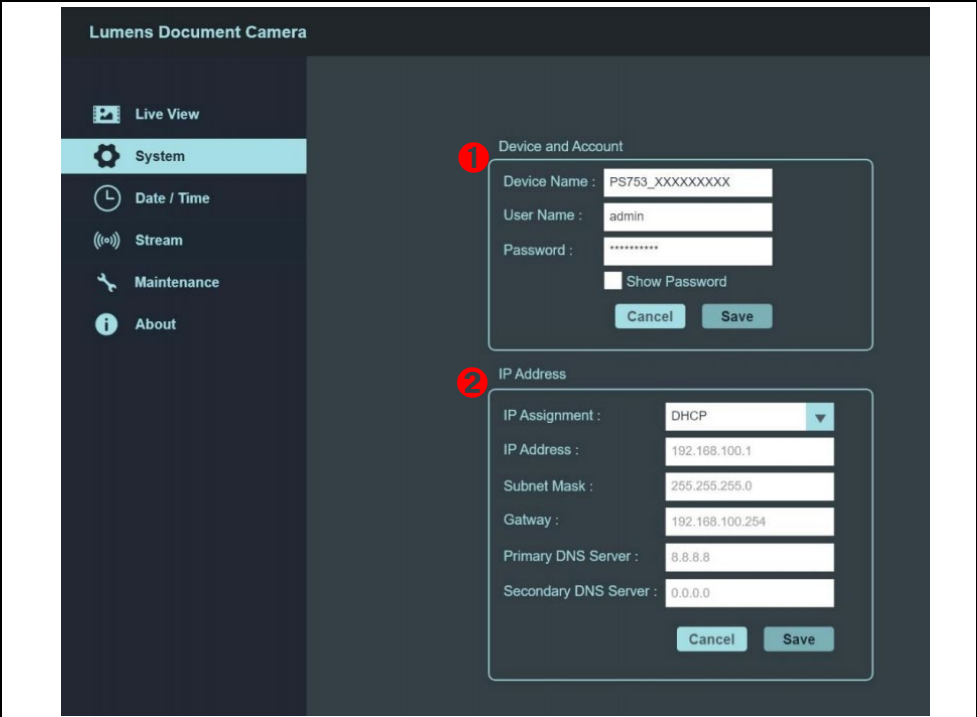 Lumens Document Camera
Live View
System
Date / Time
Stream
Maintenance
About
1
Device and Account
Device Name : PS753_XXXXXXXXX
User Name : admin
Password : **********
Show Password
Cancel Save
2
IP Address
IP Assignment : DHCP
IP Address : 192.168.100.1
Subnet Mask : 255.255.255.0
Gatway : 192.168.100.254
Primary DNS Server : 8.8.8.8
Secondary DNS Server : 0.0.0.0
Cancel Save